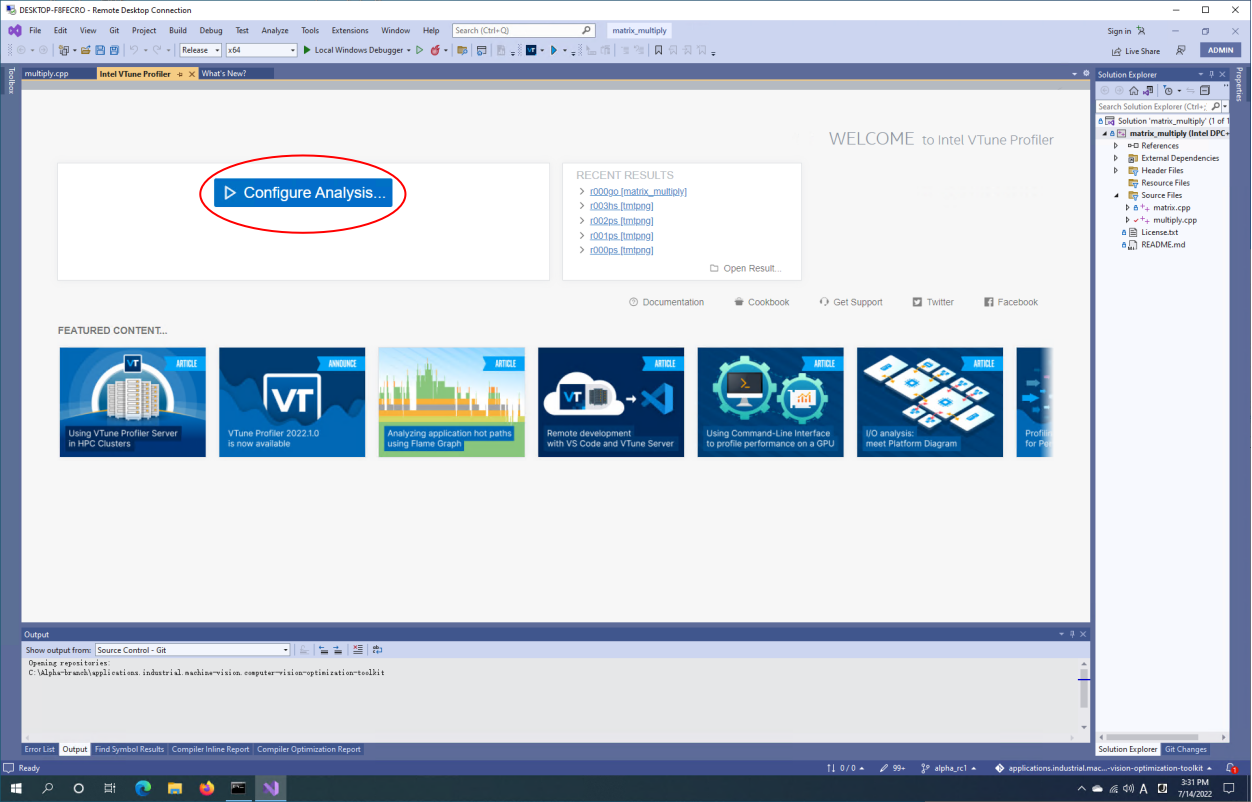 DESKTOP-F8FECRO - Remote Desktop Connection
File Edit View Git Project Build Debug Test Analyze Tools Extensions Window Help Search (Ctrl+Q) matrix_multiply Sign in
Release x64 Local Windows Debugger Live Share ADMIN
Toolbox
multiply.cpp Intel VTune Profiler What's New?
WELCOME to Intel VTune Profiler
Configure Analysis...
RECENT RESULTS
r000go [matrix_multiply]
r003hs [tmtpng]
r002ps [tmtpng]
r001ps [tmtpng]
r000ps [tmtpng]
Open Result...
Documentation Cookbook Get Support Twitter Facebook
FEATURED CONTENT...
VT ARTICLE
Using VTune Profiler Server
in HPC Clusters
ANNOUNCE
VT
VTune Profiler 2022.1.0
is now available
ARTICLE
Analyzing application hot paths
using Flame Graph
ARTICLE
VT
Remote development
with VS Code and VTune Server
ARTICLE
Using Command-Line Interface
to profile performance on a GPU
ARTICLE
I/O analysis:
meet Platform Diagram
Profilin
for Per
Solution Explorer
Search Solution Explorer (Ctrl+;
Solution 'matrix_multiply' (1 of 1
matrix_multiply (Intel DPC+
References
External Dependencies
Header Files
Resource Files
Source Files
matrix.cpp
multiply.cpp
License.txt
README.md
Properties
Output
Show output from: Source Control - Git
Opening repositories:
C:\Alpha-branch\applications.industrial.machine-vision.computer-vision-optimization-toolkit
Error List Output Find Symbol Results Compiler Inline Report Compiler Optimization Report
Solution Explorer Git Changes
Ready 0 / 0 99+ alpha_rc1 applications.industrial.mac...-vision-optimization-toolkit 1
A
3:31 PM
7/14/2022